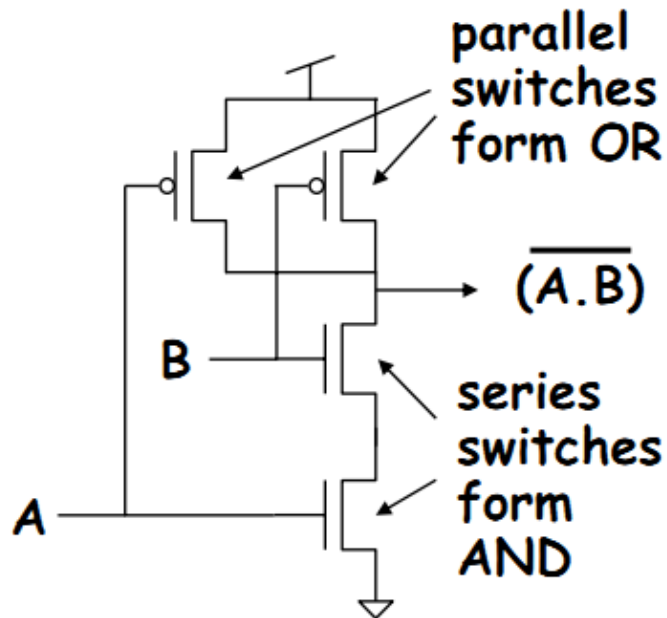 parallel
switches
form OR
(A.B)
B
series
switches
form
AND
A